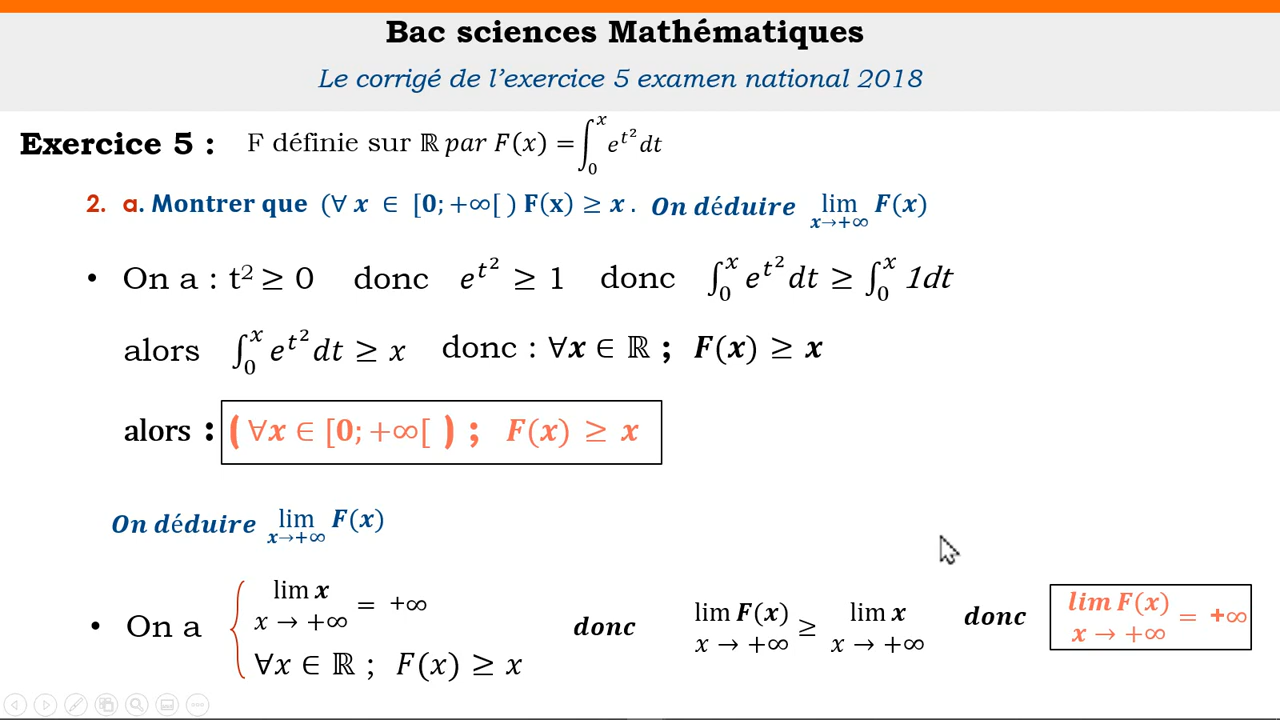 Bac sciences Mathématiques
Le corrigé de l'exercice 5 examen national 2018
Exercice 5 : F définie sur ℝ par F(x) = ∫₀ˣ e^{t²} dt
2. a. Montrer que (∀ x ∈ [0; +∞[ ) F(x) ≥ x . On déduire lim_{x→+∞} F(x)
• On a : t² ≥ 0 donc e^{t²} ≥ 1 donc ∫₀ˣ e^{t²} dt ≥ ∫₀ˣ 1dt
alors ∫₀ˣ e^{t²} dt ≥ x donc : ∀x ∈ ℝ ; F(x) ≥ x
alors : ( ∀x ∈ [0; +∞[ ) ; F(x) ≥ x
On déduire lim_{x→+∞} F(x)
• On a { lim x x → +∞ = +∞ donc lim F(x) x → +∞ ≥ lim x x → +∞ donc lim F(x) x → +∞ = +∞
∀x ∈ ℝ ; F(x) ≥ x